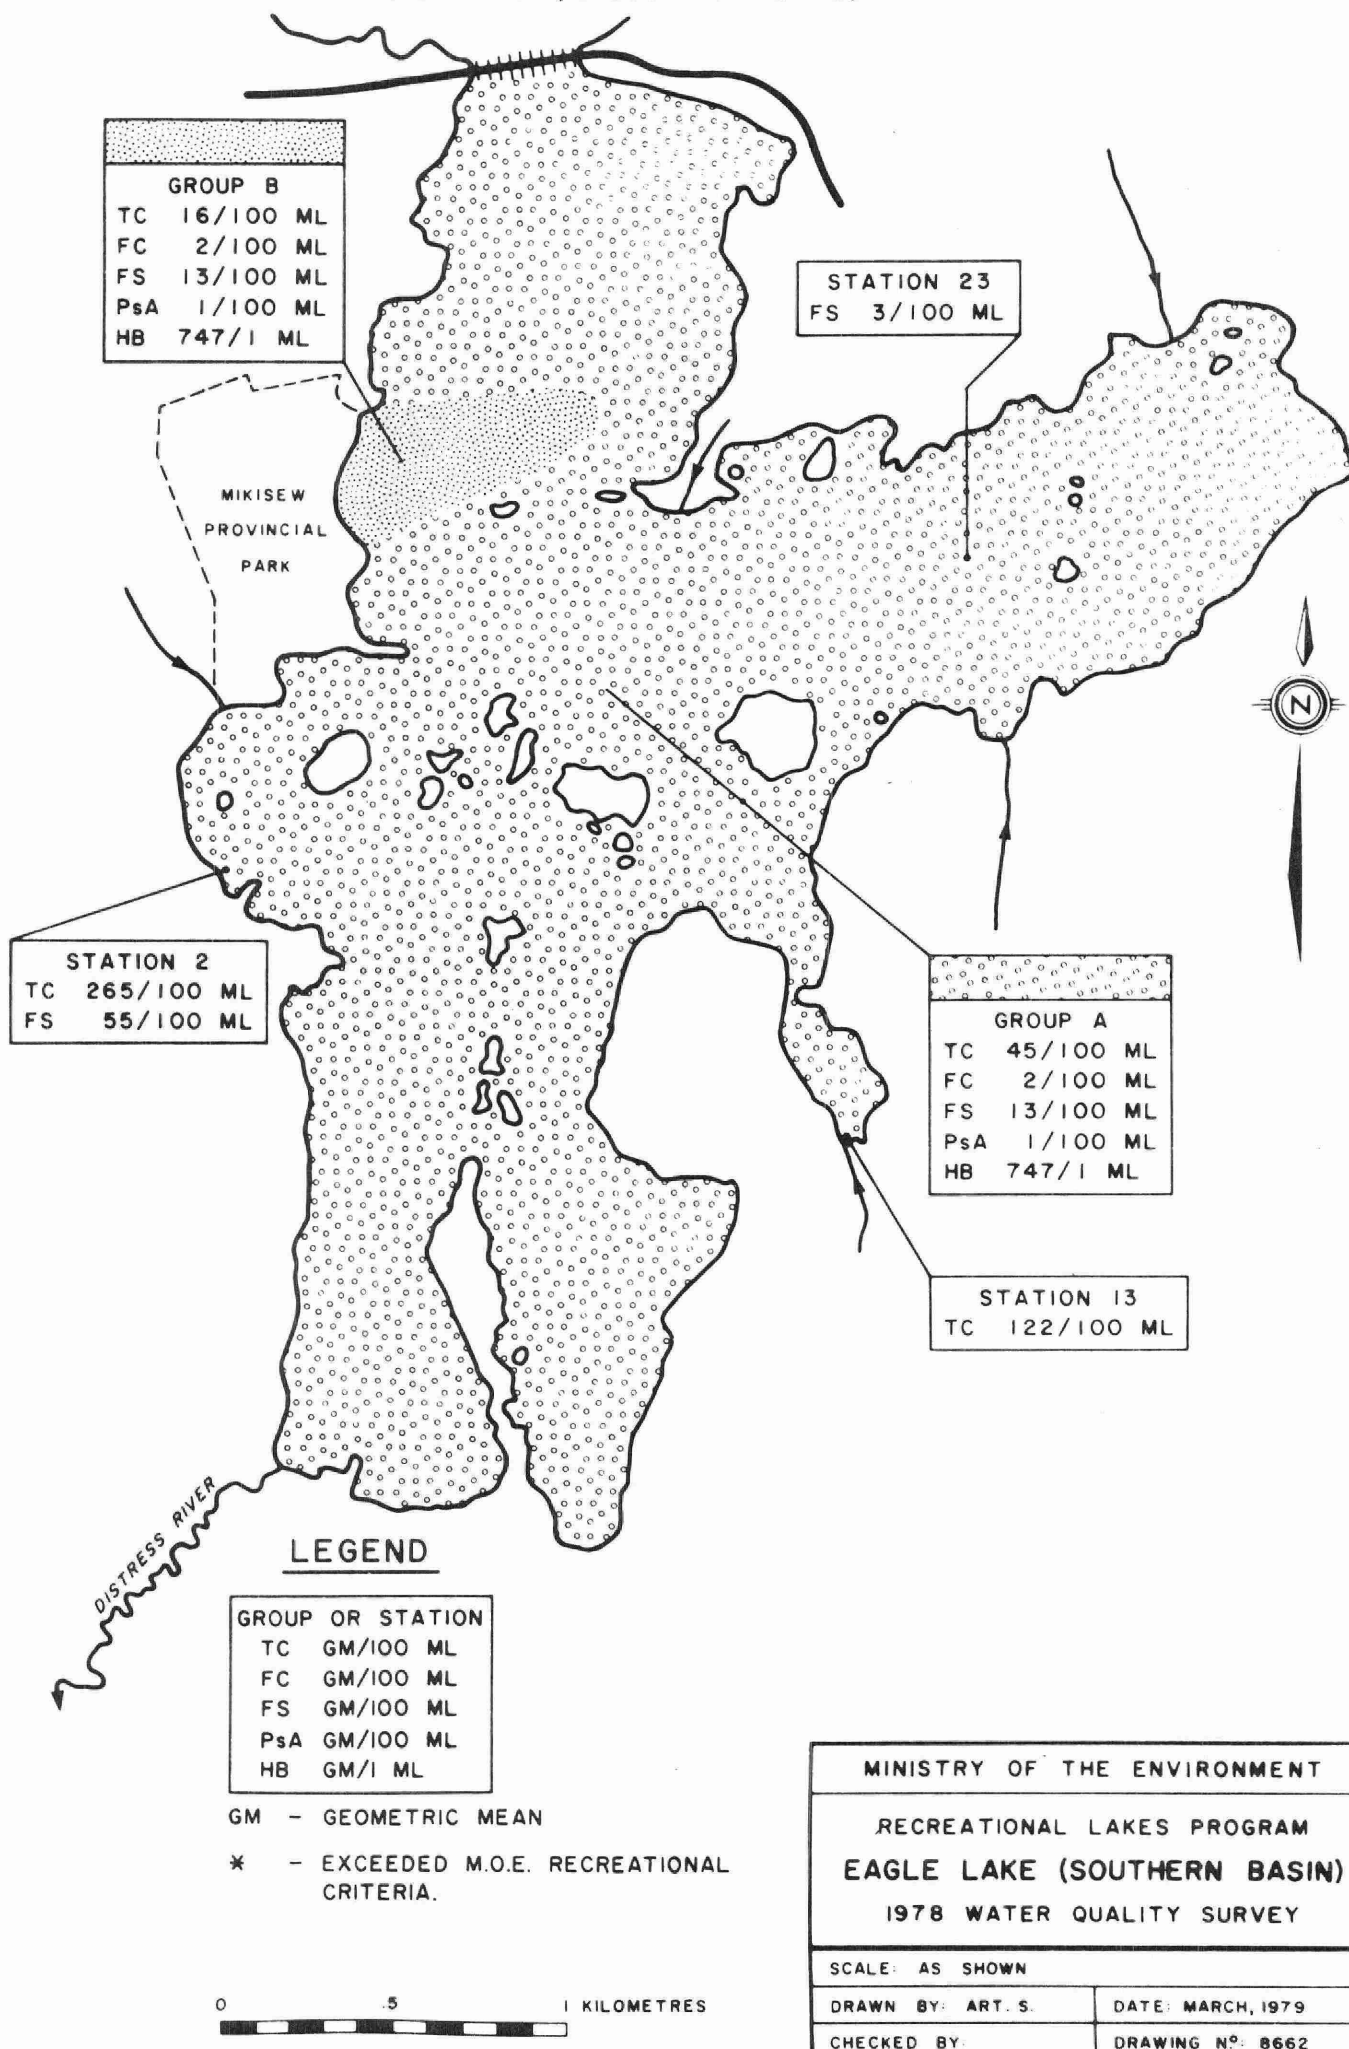 GROUP B
TC 16/100 ML
FC 2/100 ML
FS 13/100 ML
PsA 1/100 ML
HB 747/1 ML
STATION 23
FS 3/100 ML
MIKISEW
PROVINCIAL
PARK
N
STATION 2
TC 265/100 ML
FS 55/100 ML
GROUP A
TC 45/100 ML
FC 2/100 ML
FS 13/100 ML
PsA 1/100 ML
HB 747/1 ML
STATION 13
TC 122/100 ML
DISTRESS RIVER
LEGEND
GROUP OR STATION
TC GM/100 ML
FC GM/100 ML
FS GM/100 ML
PsA GM/100 ML
HB GM/1 ML
GM - GEOMETRIC MEAN
* - EXCEEDED M.O.E. RECREATIONAL
CRITERIA.
0 .5 1 KILOMETRES
MINISTRY OF THE ENVIRONMENT
RECREATIONAL LAKES PROGRAM
EAGLE LAKE (SOUTHERN BASIN)
1978 WATER QUALITY SURVEY
SCALE: AS SHOWN
DRAWN BY: ART. S.
DATE: MARCH, 1979
CHECKED BY:
DRAWING Nº: 8662